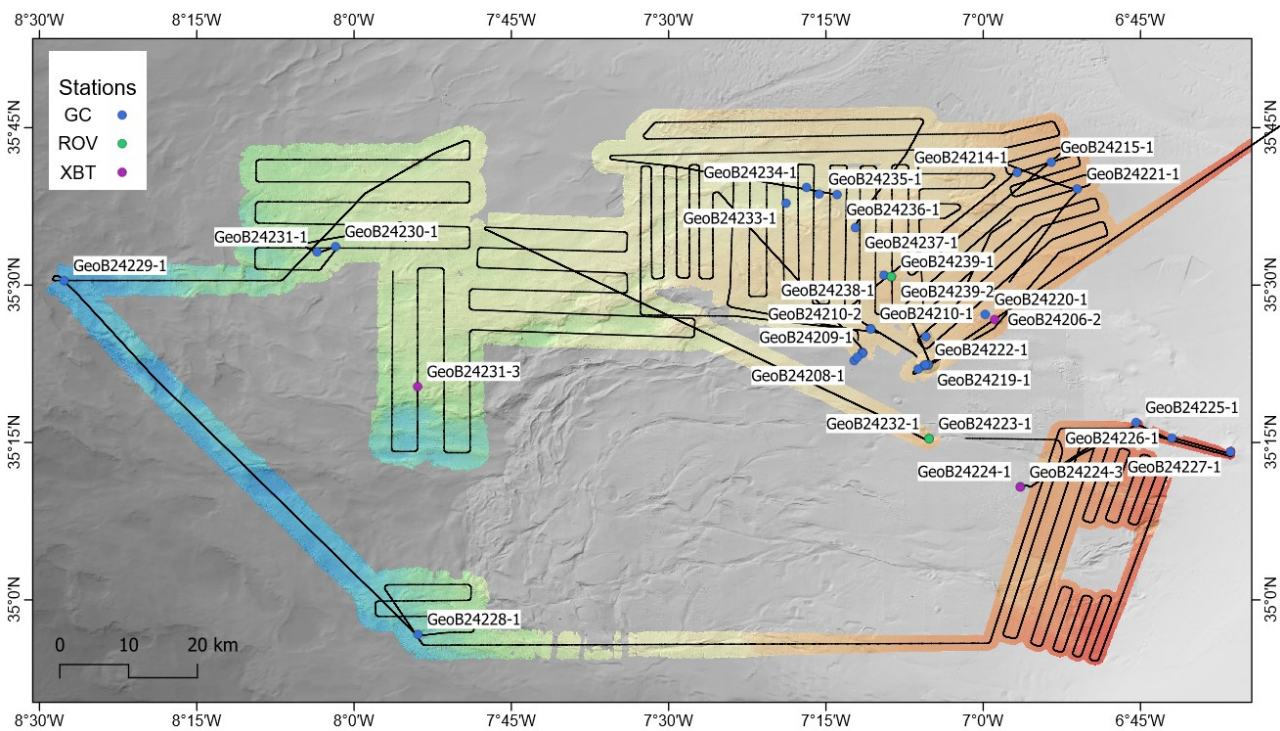 8°30'W 8°15'W 8°0'W 7°45'W 7°30'W 7°15'W 7°0'W 6°45'W
Stations
GC
ROV
XBT
35°45'N
35°45'N
GeoB24214-1
GeoB24215-1
GeoB24234-1
GeoB24235-1
GeoB24221-1
GeoB24233-1
GeoB24236-1
GeoB24231-1
GeoB24230-1
GeoB24237-1
GeoB24229-1
GeoB24239-1
35°30'N
35°30'N
GeoB24238-1
GeoB24239-2
GeoB24220-1
GeoB24210-2
GeoB24210-1
GeoB24206-2
GeoB24209-1
GeoB24222-1
GeoB24231-3
GeoB24208-1
GeoB24219-1
GeoB24225-1
GeoB24232-1
GeoB24223-1
35°15'N
35°15'N
GeoB24226-1
GeoB24224-1
GeoB24224-3
GeoB24227-1
35°0'N
35°0'N
GeoB24228-1
0 10 20 km
8°30'W 8°15'W 8°0'W 7°45'W 7°30'W 7°15'W 7°0'W 6°45'W